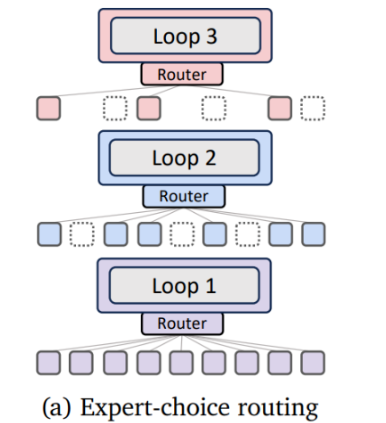 Loop 3
Router
Loop 2
Router
Loop 1
Router
(a) Expert-choice routing